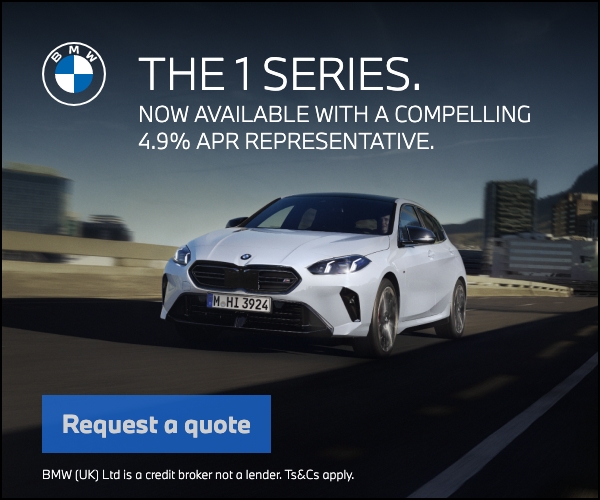 BMW
THE 1 SERIES.
NOW AVAILABLE WITH A COMPELLING
4.9% APR REPRESENTATIVE.
M HI 3924
Request a quote
BMW (UK) Ltd is a credit broker not a lender. Ts&Cs apply.